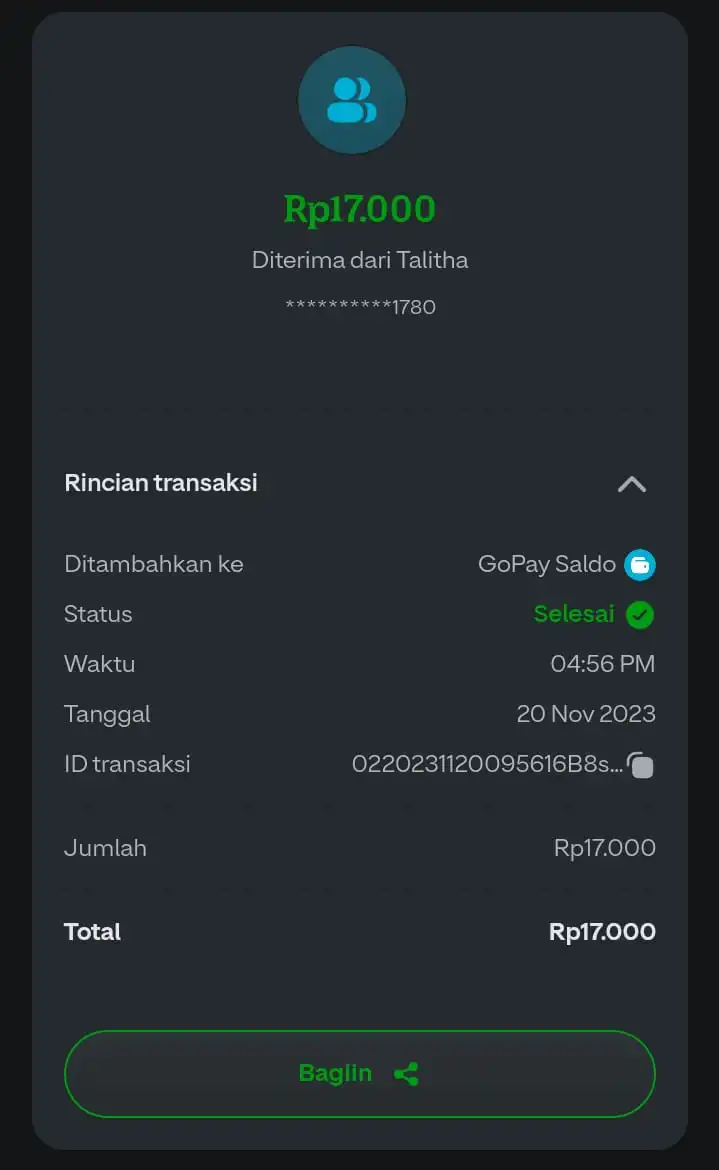 Rp17.000
Diterima dari Talitha
**********1780
Rincian transaksi
Ditambahkan ke GoPay Saldo
Status Selesai
Waktu 04:56 PM
Tanggal 20 Nov 2023
ID transaksi 0220231120095616B8s...
Jumlah Rp17.000
Total Rp17.000
BagIin